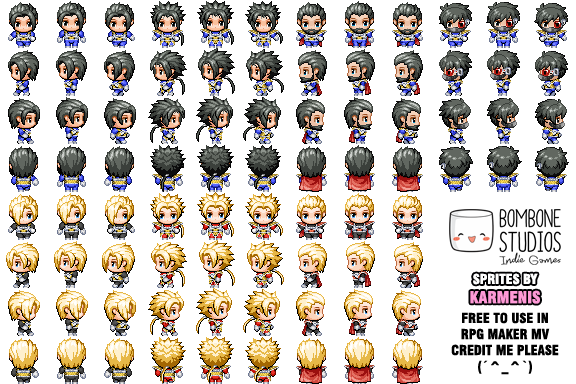 BOMBONE
STUDIOS
Indie Games
SPRITES BY
KARMENIS
FREE TO USE IN
RPG MAKER MV
CREDIT ME PLEASE
(´^_^`)